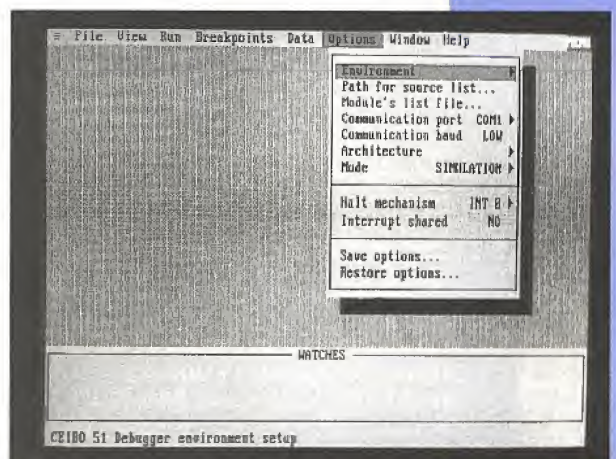 ≡ File View Run Breakpoints Data Options Window Help
Environment
Path for source list...
Module's list file...
Communication port COM1
Communication baud LOW
Architecture
Mode SIMULATION
Halt mechanism INT 0
Interrupt shared NO
Save options...
Restore options...
WATCHES
CEIBO 51 Debugger environment setup